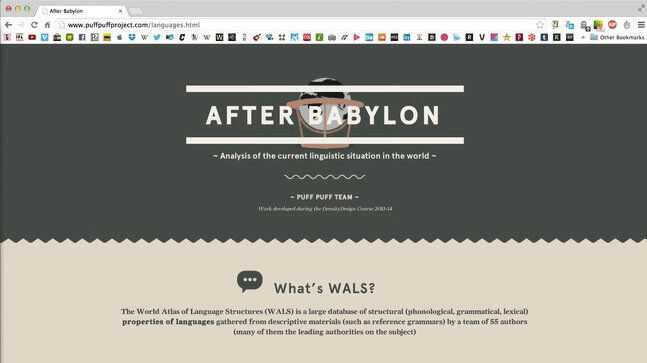 After Babylon
www.puffpuffproject.com/languages.html
Other Bookmarks
AFTER BABYLON
~ Analysis of the current linguistic situation in the world ~
~ PUFF PUFF TEAM ~
Work developed during the DensityDesign Course 2013-14
What's WALS?
The World Atlas of Language Structures (WALS) is a large database of structural (phonological, grammatical, lexical)
properties of languages gathered from descriptive materials (such as reference grammars) by a team of 55 authors
(many of them the leading authorities on the subject)